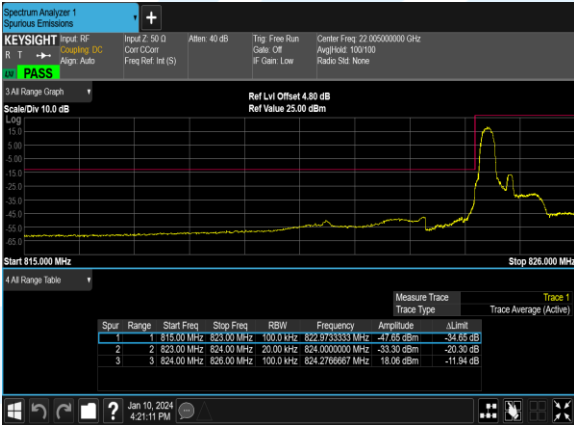 Spectrum Analyzer 1
Spurious Emissions
+
KEYSIGHT Input: RF Input Z: 50 Ω Atten: 40 dB Trig: Free Run Center Freq: 22.005000000 GHz
R T Coupling: DC Corr CCorr Gate: Off Avg|Hold: 100/100
Align: Auto Freq Ref: Int (S) IF Gain: Low Radio Std: None
LW PASS
3 All Range Graph
Ref Lvl Offset 4.80 dB
Scale/Div 10.0 dB Ref Value 25.00 dBm
Log
15.0
5.00
-5.00
-15.0
-25.0
-35.0
-45.0
-55.0
-65.0
Start 815.000 MHz Stop 826.000 MHz
4 All Range Table
Measure Trace Trace 1
Trace Type Trace Average (Active)
Spur Range Start Freq Stop Freq RBW Frequency Amplitude ΔLimit
1 1 815.00 MHz 823.00 MHz 100.0 kHz 822.9733333 MHz -47.65 dBm -34.65 dB
2 2 823.00 MHz 824.00 MHz 20.00 kHz 824.0000000 MHz -33.30 dBm -20.30 dB
3 3 824.00 MHz 826.00 MHz 100.0 kHz 824.2766667 MHz 18.06 dBm -11.94 dB
? Jan 10, 2024
4:21:11 PM